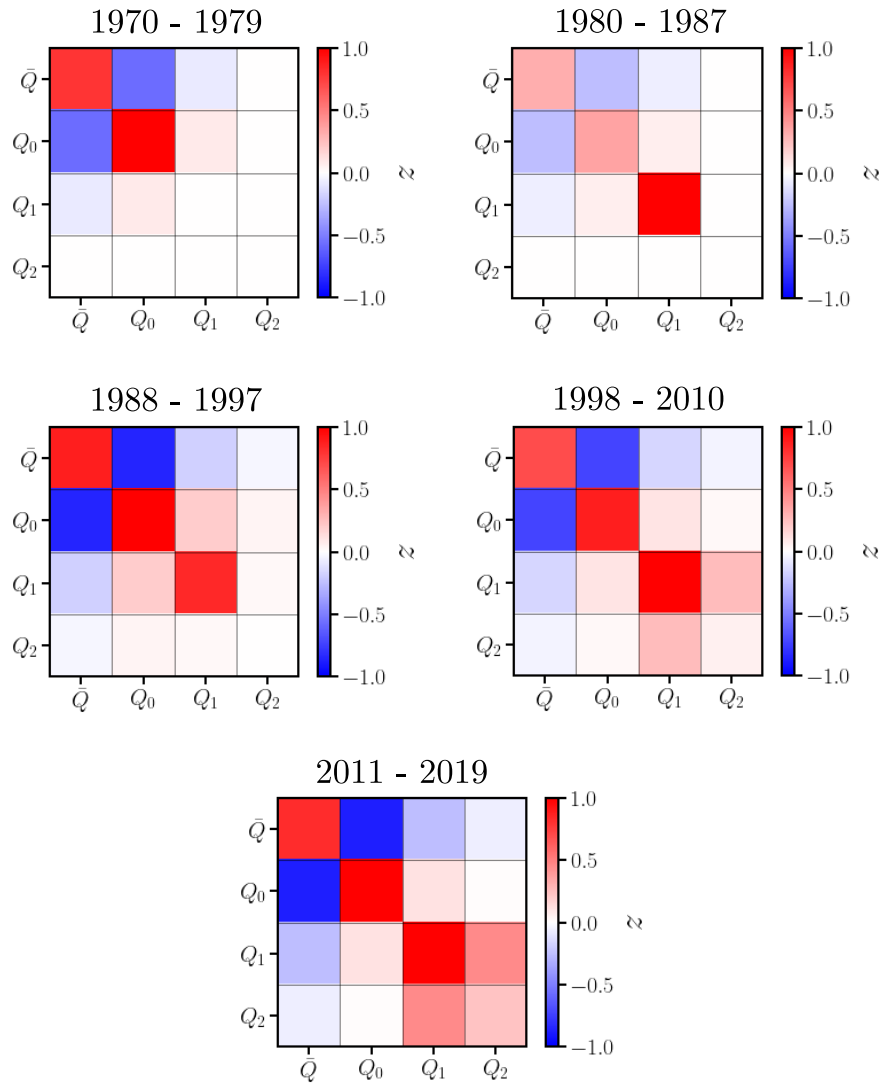 1970 - 1979
1.0
0.5
0.0
−0.5
−1.0
z
Q̄
Q₀
Q₁
Q₂
Q̄ Q₀ Q₁ Q₂
1980 - 1987
1.0
0.5
0.0
−0.5
−1.0
z
Q̄
Q₀
Q₁
Q₂
Q̄ Q₀ Q₁ Q₂
1988 - 1997
1.0
0.5
0.0
−0.5
−1.0
z
Q̄
Q₀
Q₁
Q₂
Q̄ Q₀ Q₁ Q₂
1998 - 2010
1.0
0.5
0.0
−0.5
−1.0
z
Q̄
Q₀
Q₁
Q₂
Q̄ Q₀ Q₁ Q₂
2011 - 2019
1.0
0.5
0.0
−0.5
−1.0
z
Q̄
Q₀
Q₁
Q₂
Q̄ Q₀ Q₁ Q₂